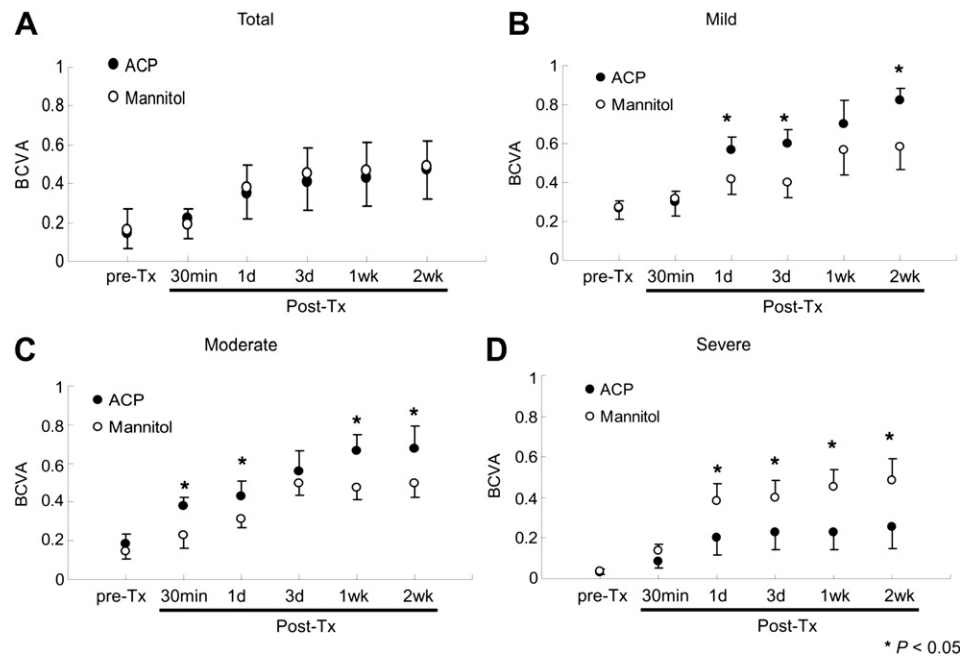 A
Total
ACP
Mannitol
BCVA
1
0.8
0.6
0.4
0.2
0
pre-Tx 30min 1d 3d 1wk 2wk
Post-Tx
B
Mild
ACP
Mannitol
BCVA
1
0.8
0.6
0.4
0.2
0
* * *
pre-Tx 30min 1d 3d 1wk 2wk
Post-Tx
C
Moderate
ACP
Mannitol
BCVA
1
0.8
0.6
0.4
0.2
0
* * * *
pre-Tx 30min 1d 3d 1wk 2wk
Post-Tx
D
Severe
ACP
Mannitol
BCVA
1
0.8
0.6
0.4
0.2
0
* * * *
pre-Tx 30min 1d 3d 1wk 2wk
Post-Tx
* P < 0.05